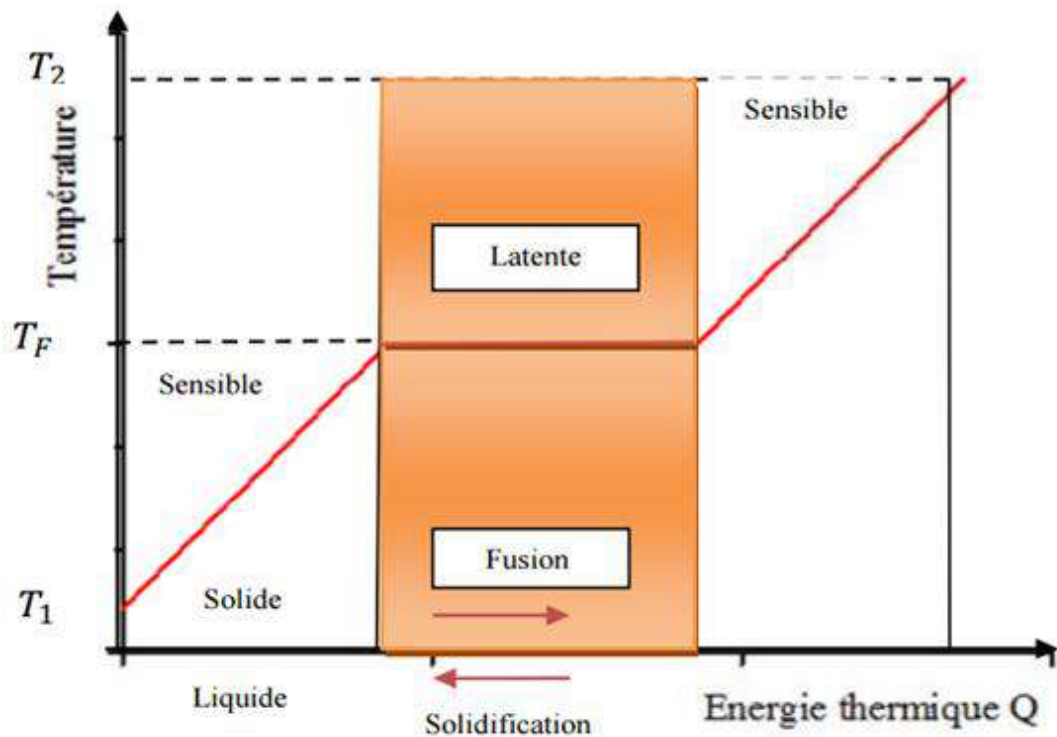 T2
Température
Sensible
Latente
TF
Sensible
Fusion
T1
Solide
Liquide
Solidification
Energie thermique Q